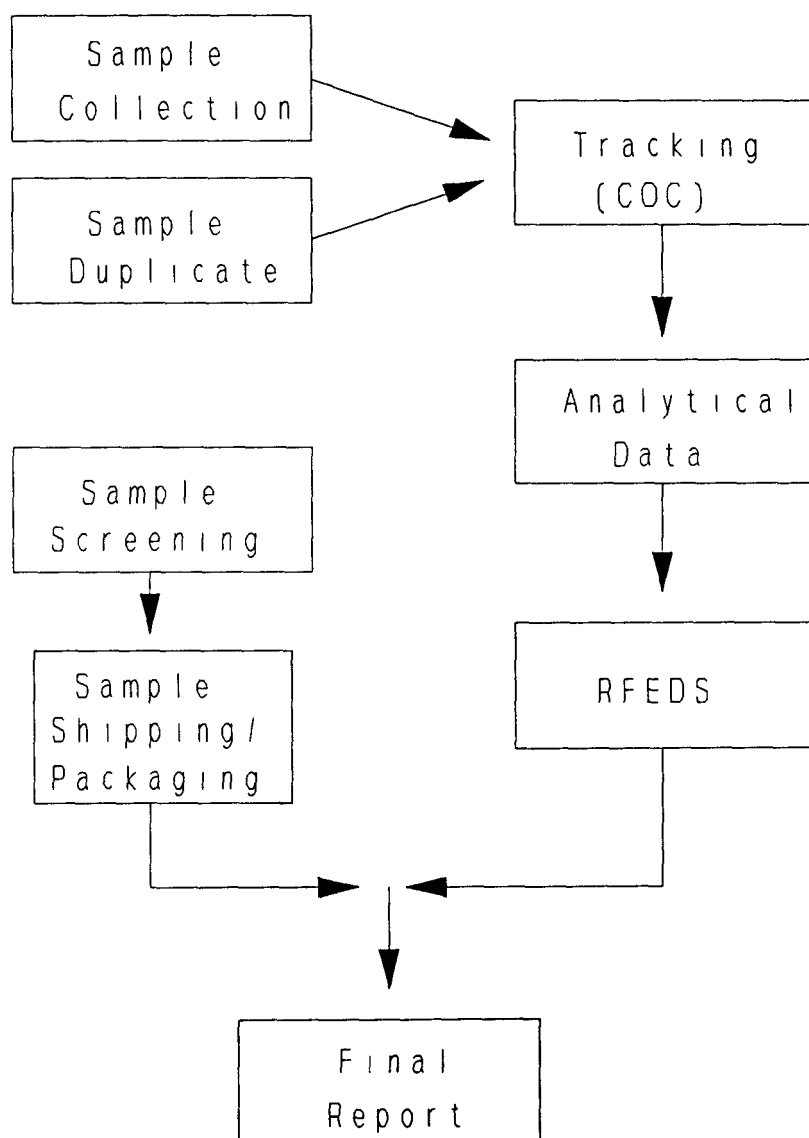 Sample
Collection
Tracking
(COC)
Sample
Duplicate
Analytical
Data
Sample
Screening
RFEDS
Sample
Shipping/
Packaging
Final
Report